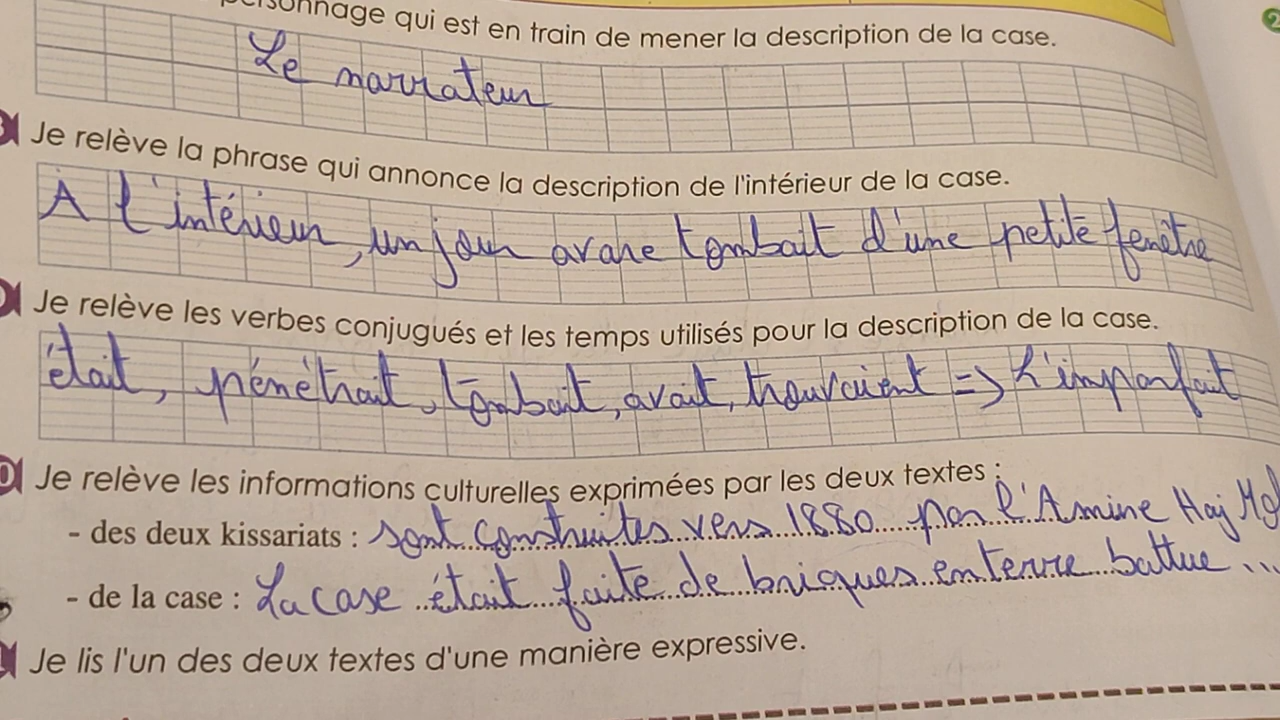 personnage qui est en train de mener la description de la case.
Le narrateur
Je relève la phrase qui annonce la description de l'intérieur de la case.
A l'intérieur, un jour avare tombait d'une petite fenêtre
Je relève les verbes conjugués et les temps utilisés pour la description de la case.
était, pénétrait, tombait, avait, trouvaient => L'imparfait
Je relève les informations culturelles exprimées par les deux textes :
- des deux kissariats : sont construites vers 1880 par l'Amine Haj
- de la case : La case était faite de briques en terre battue ...
Je lis l'un des deux textes d'une manière expressive.